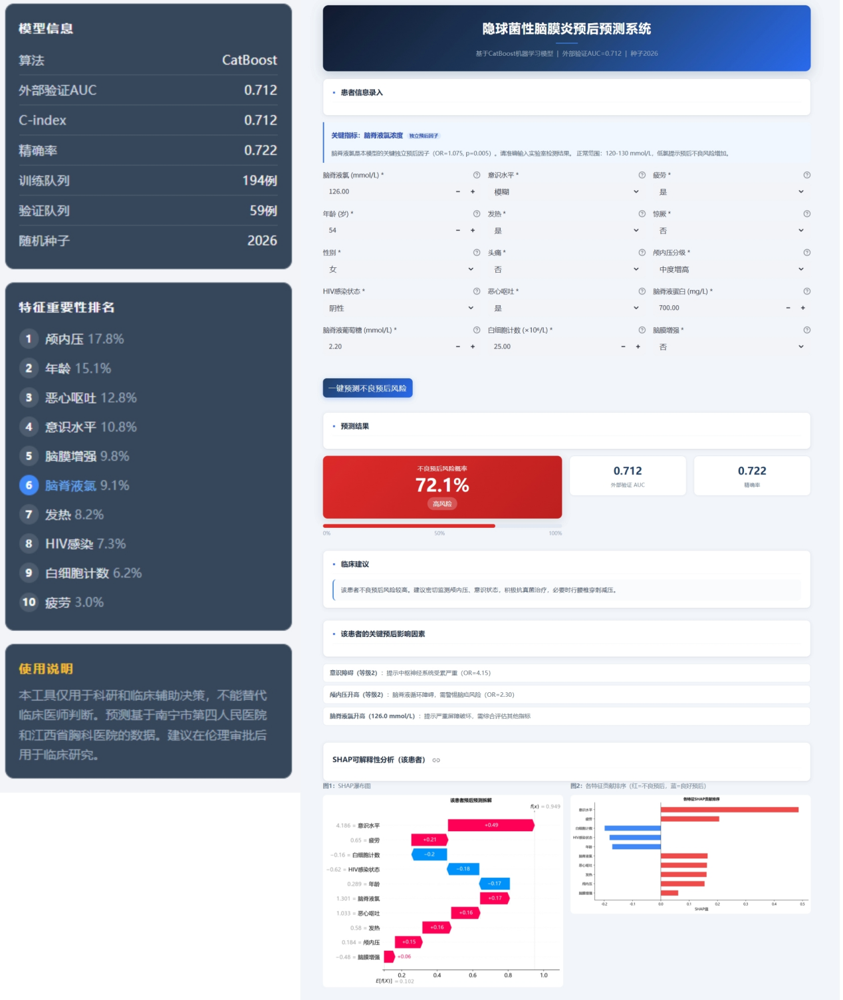 模型信息
算法 CatBoost
外部验证AUC 0.712
C-index 0.712
精确率 0.722
训练队列 194例
验证队列 59例
随机种子 2026
特征重要性排名
1 颅内压 17.8%
2 年龄 15.1%
3 恶心呕吐 12.8%
4 意识水平 10.8%
5 脑膜增强 9.8%
6 脑脊液氯 9.1%
7 发热 8.2%
8 HIV感染 7.3%
9 白细胞计数 6.2%
10 疲劳 3.0%
使用说明
本工具仅用于科研和临床辅助决策，不能替代
临床医师判断。预测基于南宁市第四人民医院
和江西省胸科医院的数据。建议在伦理审批后
用于临床研究。
隐球菌性脑膜炎预后预测系统
基于CatBoost机器学习模型 | 外部验证AUC=0.712 | 种子2026
• 患者信息录入
关键指标：脑脊液氯浓度 独立预后因子
脑脊液氯是本模型的关键独立预后因子（OR=1.075, p=0.005）。请准确输入实验室检测结果。 正常范围：120-130 mmol/L，低氯提示预后不良风险增加。
脑脊液氯 (mmol/L) * 意识水平 * 疲劳 *
126.00 − + 模糊 是
年龄 (岁) * 发热 * 惊厥 *
54 − + 是 否
性别 * 头痛 * 颅内压分级 *
女 否 中度增高
HIV感染状态 * 恶心呕吐 * 脑脊液蛋白 (mg/L) *
阴性 是 700.00 − +
脑脊液葡萄糖 (mmol/L) * 白细胞计数 (×10⁶/L) * 脑膜增强 *
2.20 − + 25.00 − + 否
一键预测不良预后风险
• 预测结果
不良预后风险概率
72.1%
高风险
0% 50% 100%
0.712
外部验证 AUC
0.722
精确率
• 临床建议
该患者不良预后风险较高。建议密切监测颅内压、意识状态，积极抗真菌治疗，必要时行腰椎穿刺减压。
• 该患者的关键预后影响因素
意识障碍（等级2）：提示中枢神经系统受累严重（OR=4.15）
颅内压升高（等级2）：脑脊液循环障碍，需警惕脑疝风险（OR=2.30）
脑脊液氯升高（126.0 mmol/L）：提示严重屏障破坏，需综合评估其他指标
SHAP可解释性分析（该患者）
图1：SHAP瀑布图
该患者预后预测拆解
f(x) = 0.949
4.186 = 意识水平 +0.49
0.65 = 疲劳 +0.21
−0.16 = 白细胞计数 −0.2
−0.62 = HIV感染状态 −0.18
0.289 = 年龄 −0.17
1.301 = 脑脊液氯 +0.17
1.033 = 恶心呕吐 +0.16
0.58 = 发热 +0.16
0.184 = 颅内压 +0.15
−0.48 = 脑膜增强 +0.06
0.2 0.4 0.6 0.8 1.0
E[f(X)] = 0.102
图2：各特征贡献排序（红=不良预后，蓝=良好预后）
各特征SHAP贡献排序
意识水平
疲劳
白细胞计数
HIV感染状态
年龄
脑脊液氯
恶心呕吐
发热
颅内压
脑膜增强
-0.2 -0.1 0.0 0.1 0.2 0.3 0.4 0.5
SHAP值